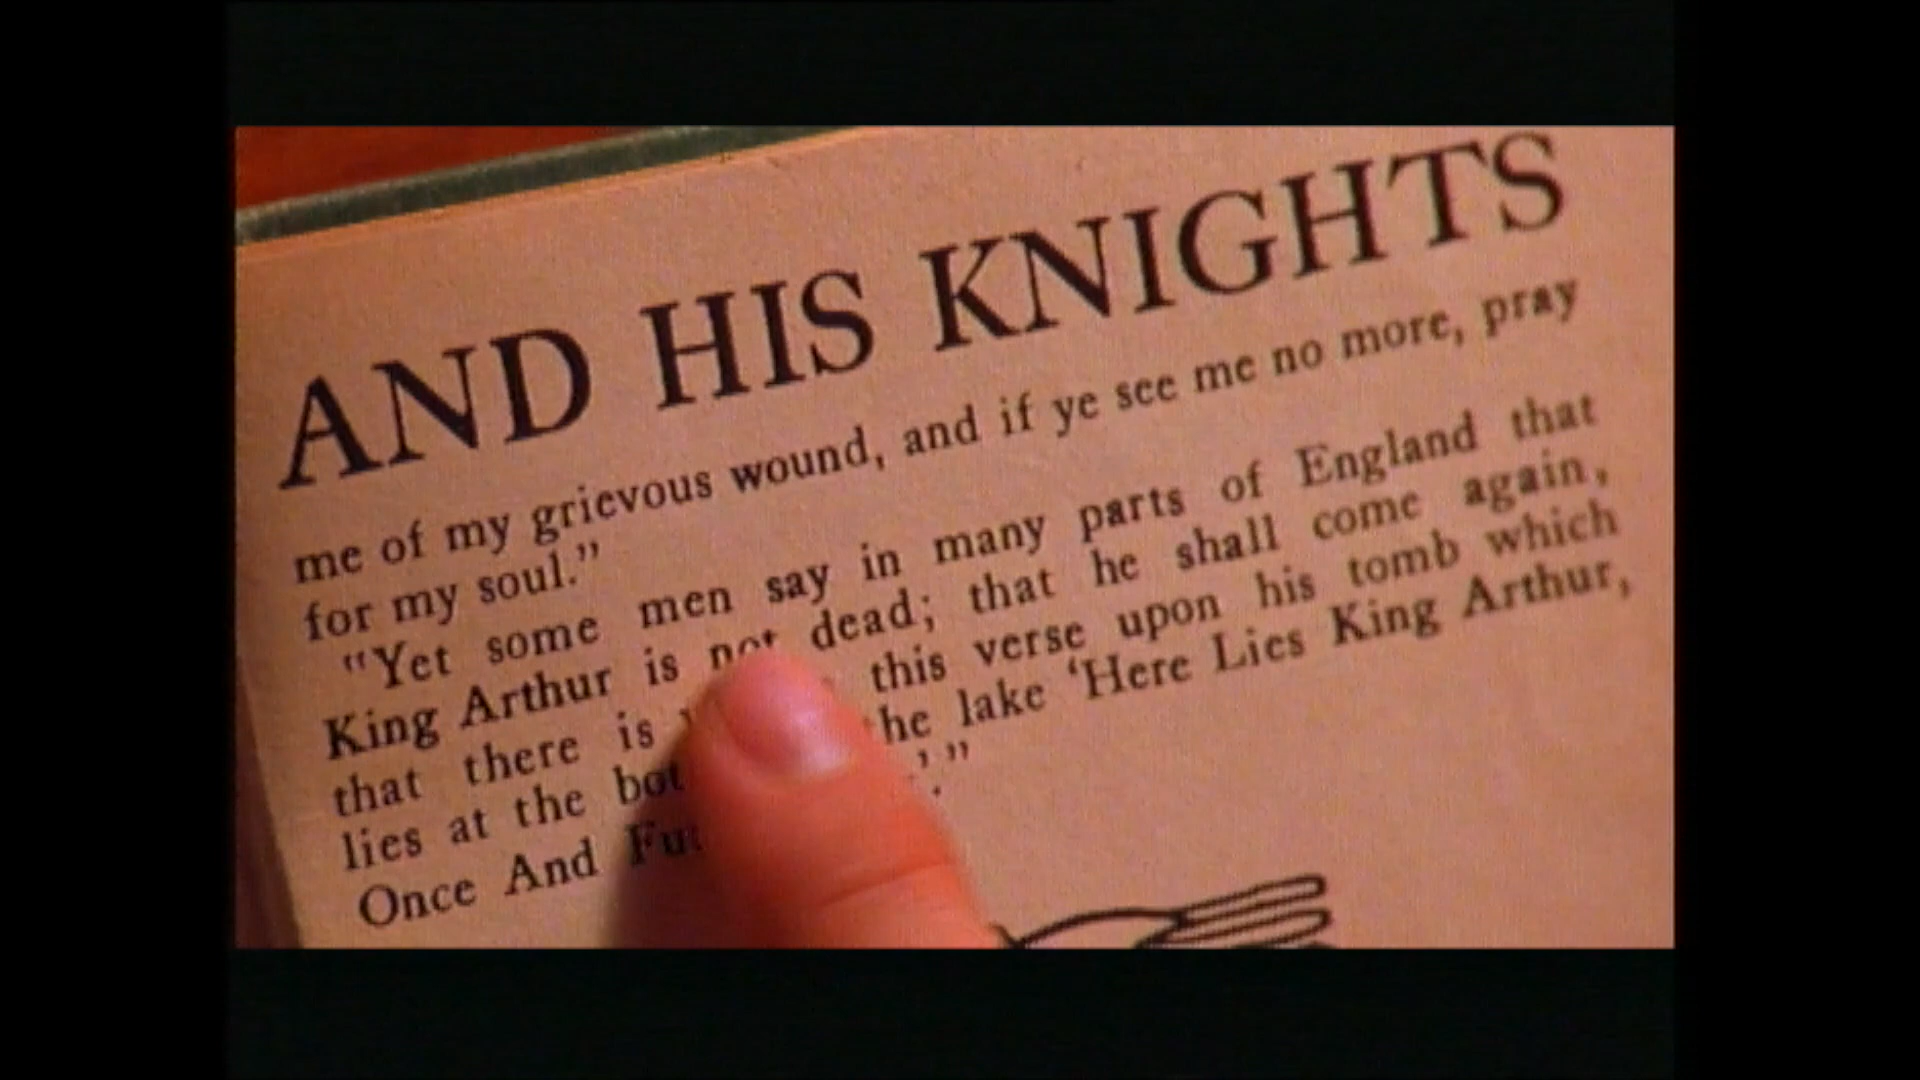 AND HIS KNIGHTS
me of my grievous wound, and if ye see me no more, pray
for my soul.”
“Yet some men say in many parts of England that
King Arthur is not dead; that he shall come again,
that there is this verse upon his tomb which
lies at the lake ‘Here Lies King Arthur,
Once And ’”